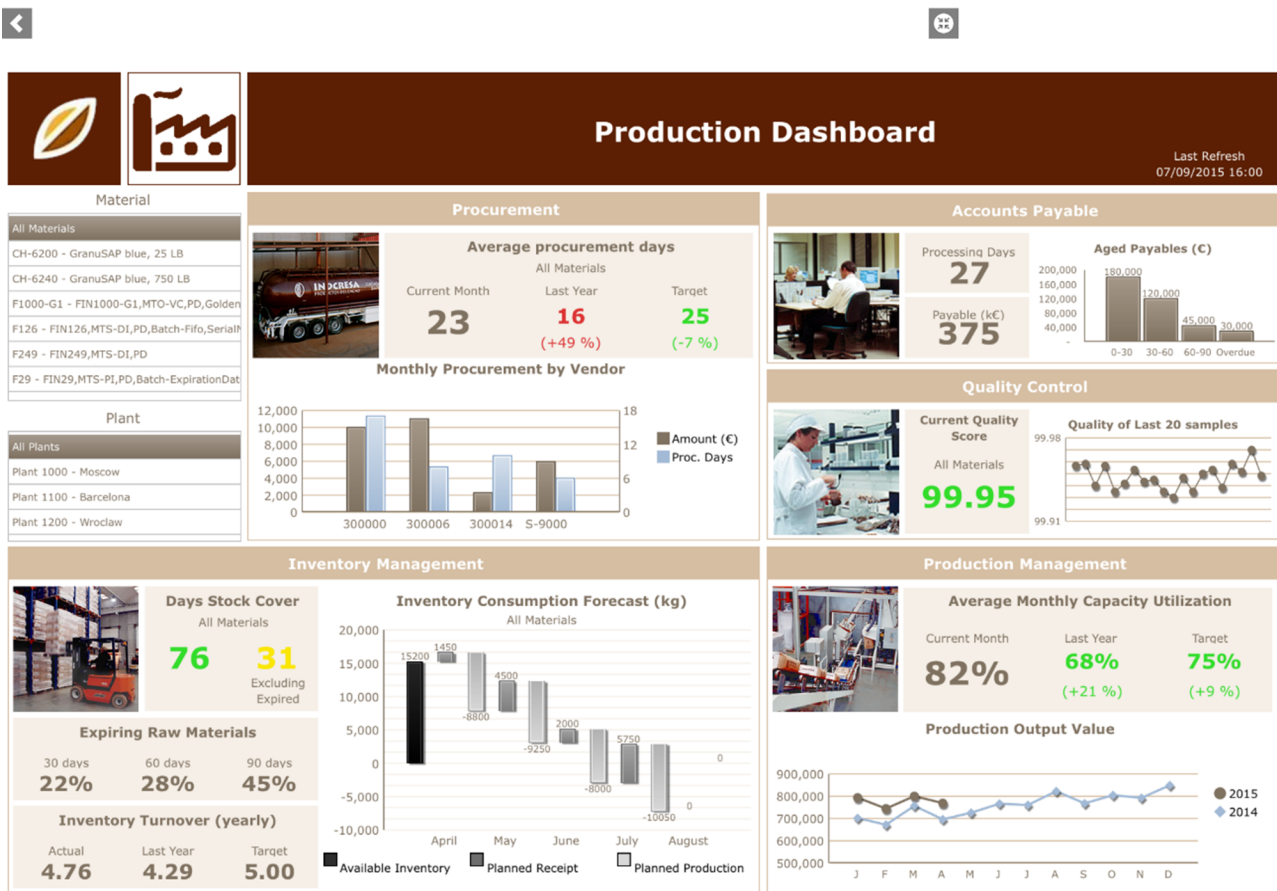 Production Dashboard
Last Refresh
07/09/2015 16:00
Material
All Materials
CH-6200 - GranuSAP blue, 25 LB
CH-6240 - GranuSAP blue, 750 LB
F1000-G1 - FIN1000-G1,MTO-VC,PD,Golden
F126 - FIN126,MTS-DI,PD,Batch-Fifo,SerialN
F249 - FIN249,MTS-DI,PD
F29 - FIN29,MTS-PI,PD,Batch-ExpirationDat
Plant
All Plants
Plant 1000 - Moscow
Plant 1100 - Barcelona
Plant 1200 - Wroclaw
Procurement
INOCRESA
Average procurement days
All Materials
Current Month Last Year Target
23 16 25
(+49 %) (-7 %)
Monthly Procurement by Vendor
12,000 18
10,000
8,000 12
6,000
4,000 6
2,000
0 0
300000 300006 300014 S-9000
Amount (€)
Proc. Days
Accounts Payable
Processing Days
27
Payable (k€)
375
Aged Payables (€)
200,000
160,000
120,000
80,000
40,000
-
180,000
120,000
45,000 30,000
0-30 30-60 60-90 Overdue
Quality Control
Current Quality
Score
All Materials
99.95
Quality of Last 20 samples
99.98
99.91
Inventory Management
Days Stock Cover
All Materials
76 31
Excluding
Expired
Expiring Raw Materials
30 days 60 days 90 days
22% 28% 45%
Inventory Turnover (yearly)
Actual Last Year Target
4.76 4.29 5.00
Inventory Consumption Forecast (kg)
All Materials
20,000
15,000
10,000
5,000
0
-5,000
-10,000
15200
1450
-8800
4500
-9250
2000
-8000
5750
-10050
0
0
April May June July August
Available Inventory Planned Receipt Planned Production
Production Management
Average Monthly Capacity Utilization
Current Month Last Year Target
82% 68% 75%
(+21 %) (+9 %)
Production Output Value
900,000
800,000
700,000
600,000
500,000
J F M A M J J A S O N D
2015
2014